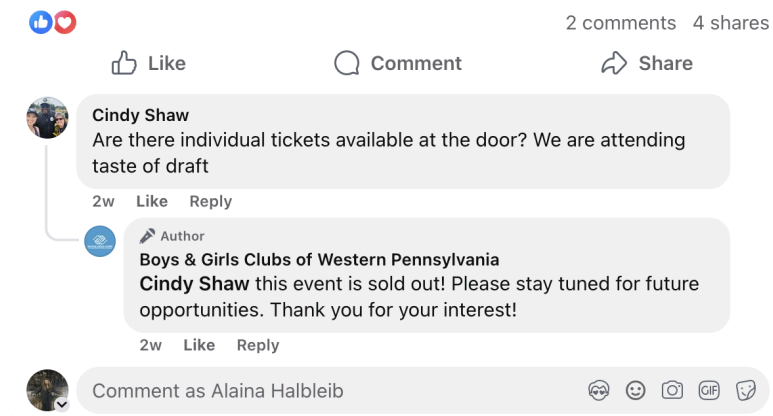 2 comments 4 shares
Like Comment Share
Cindy Shaw
Are there individual tickets available at the door? We are attending
taste of draft
2w Like Reply
Author
Boys & Girls Clubs of Western Pennsylvania
Cindy Shaw this event is sold out! Please stay tuned for future
opportunities. Thank you for your interest!
2w Like Reply
Comment as Alaina Halbleib
GIF